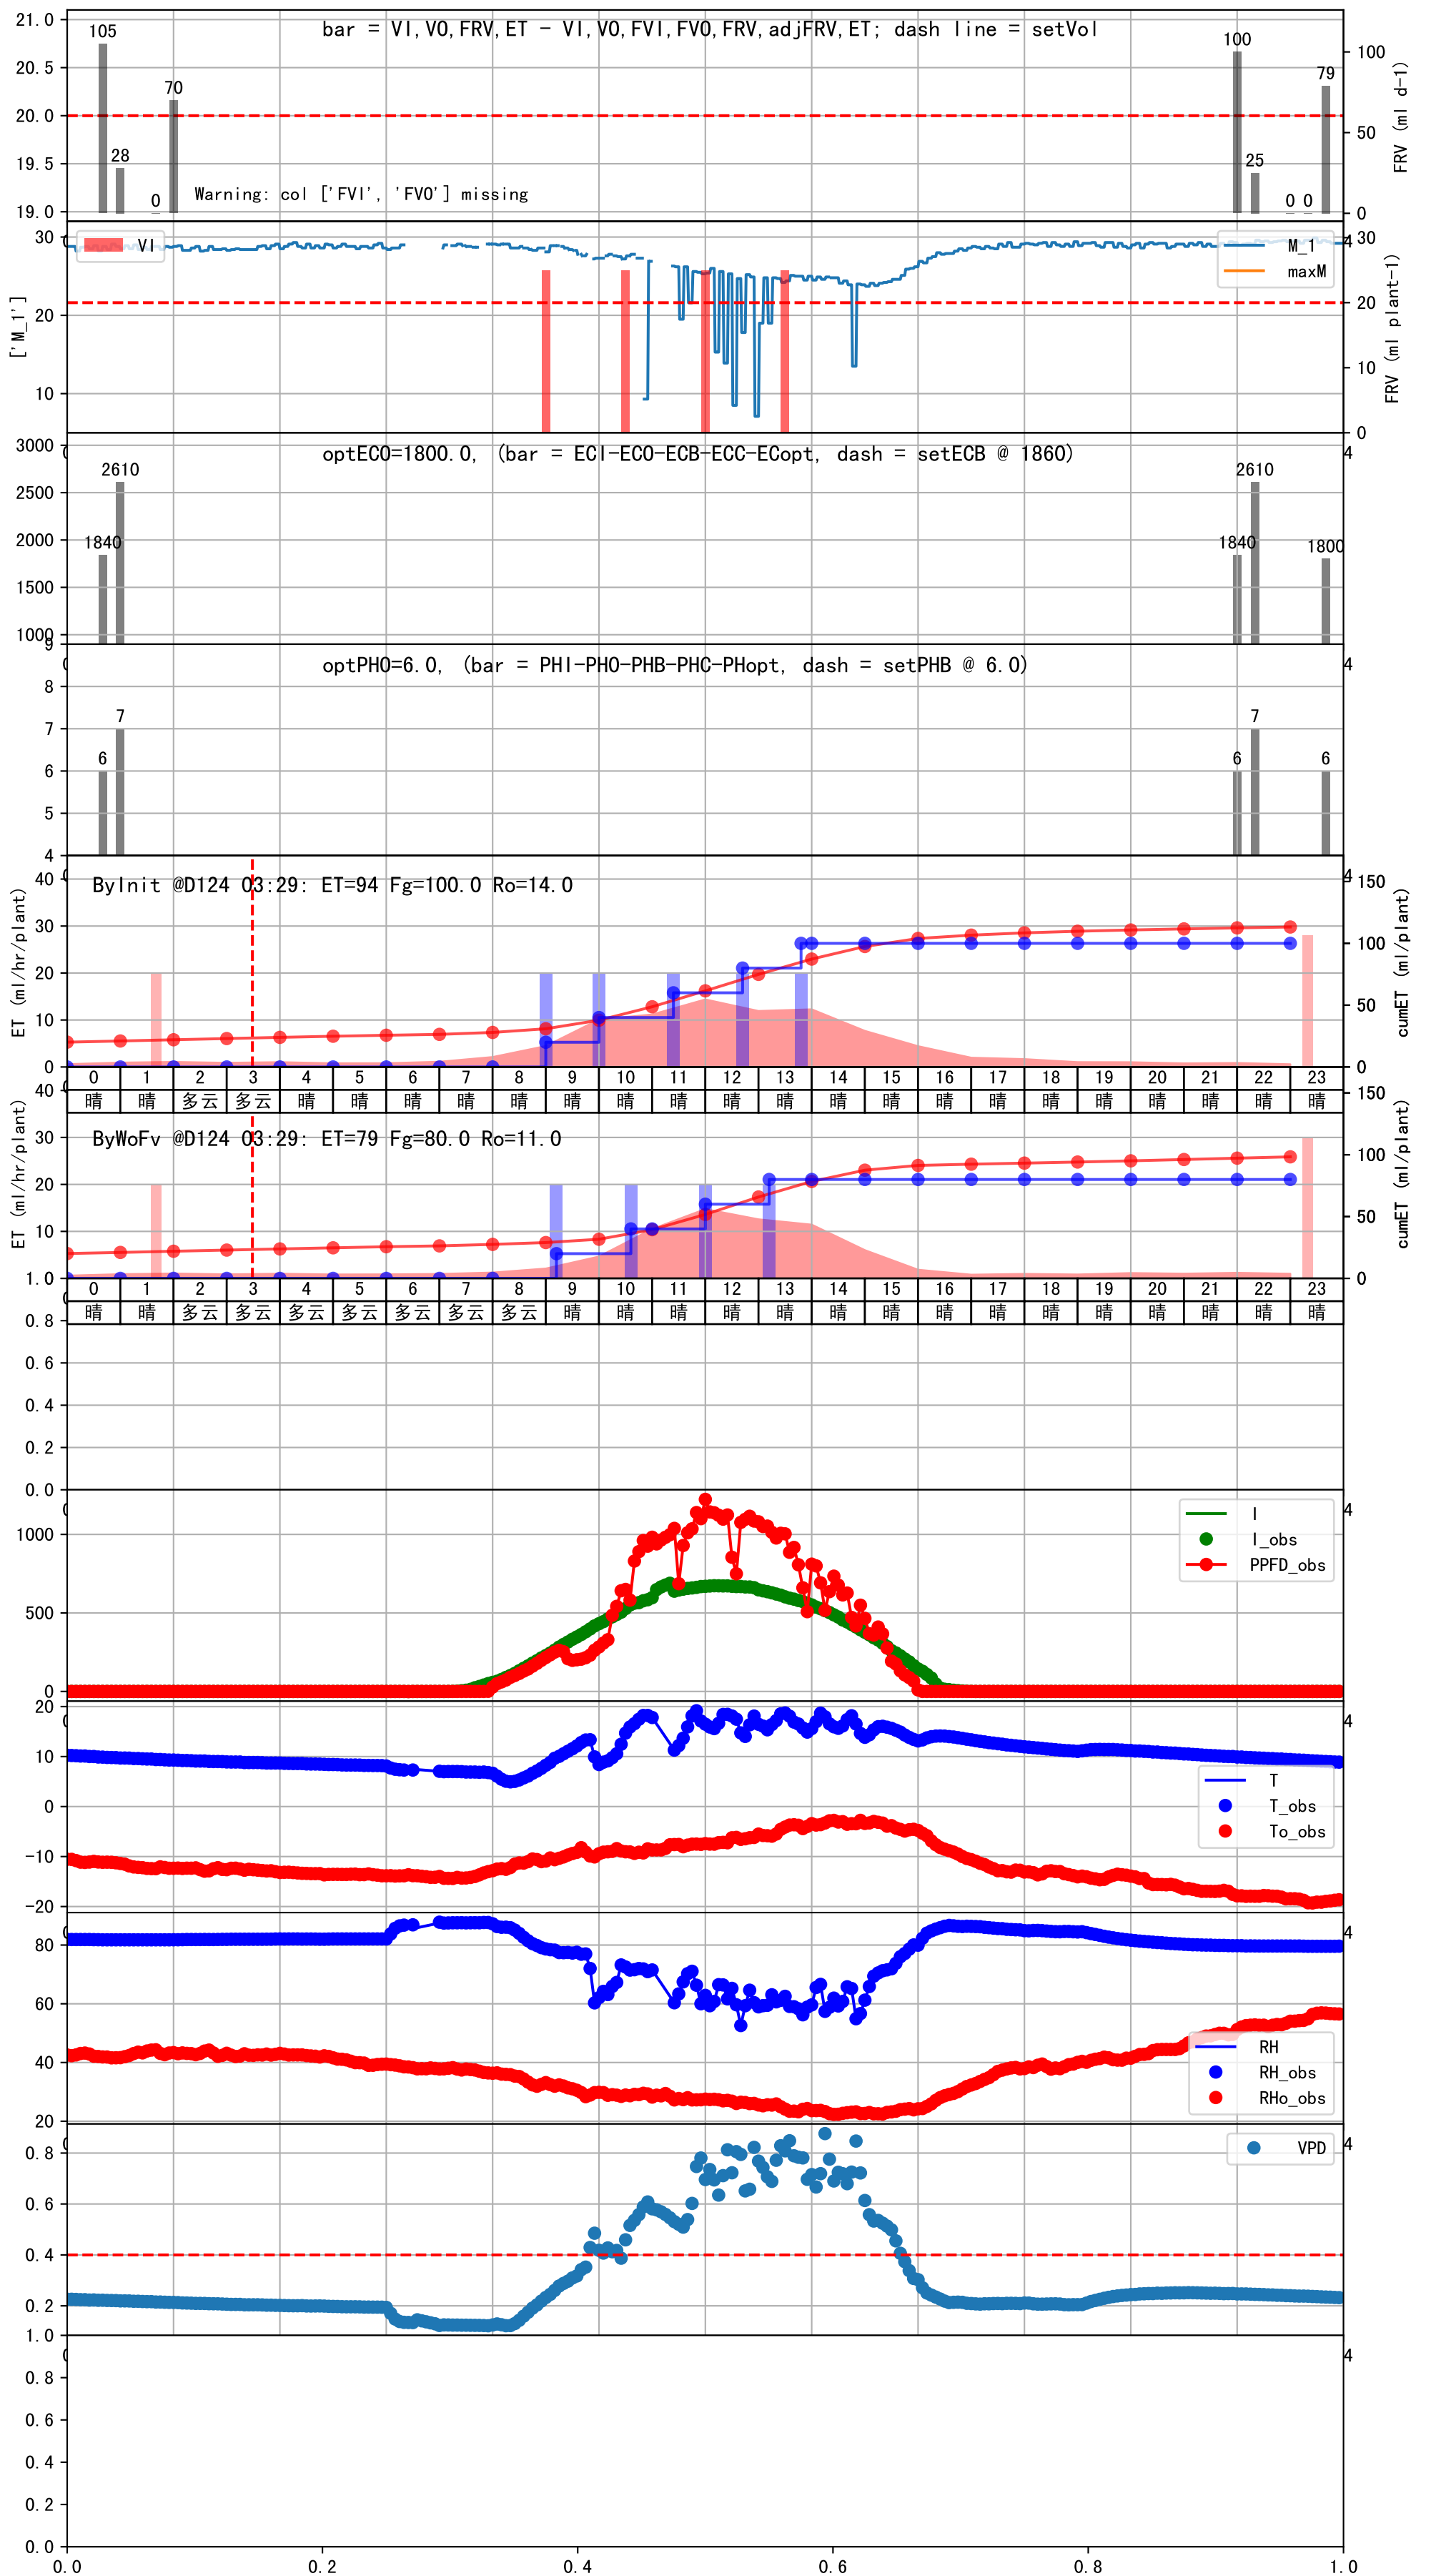 bar = VI,VO,FRV,ET - VI,VO,FVI,FVO,FRV,adjFRV,ET; dash line = setVol
21.0 20.5 20.0 19.5 19.0
105 28 0 70 100 25 0 0 79
Warning: col ['FVI', 'FVO'] missing
100 50 0
FRV (ml d-1)
['M_1']
30 20 10
VI
M_1
maxM
30 20 10 0
FRV (ml plant-1)
optECO=1800.0, (bar = ECI-ECO-ECB-ECC-ECopt, dash = setECB @ 1860)
3000 2500 2000 1500 1000
1840 2610 1840 2610 1800
optPHO=6.0, (bar = PHI-PHO-PHB-PHC-PHopt, dash = setPHB @ 6.0)
9 8 7 6 5 4
6 7 6 7 6
ByInit @D124 03:29: ET=94 Fg=100.0 Ro=14.0
ET (ml/hr/plant)
40 30 20 10 0
150 100 50 0
cumET (ml/plant)
0 1 2 3 4 5 6 7 8 9 10 11 12 13 14 15 16 17 18 19 20 21 22 23
晴 晴 多云 多云 晴 晴 晴 晴 晴 晴 晴 晴 晴 晴 晴 晴 晴 晴 晴 晴 晴 晴 晴 晴
ByWoFv @D124 03:29: ET=79 Fg=80.0 Ro=11.0
ET (ml/hr/plant)
40 30 20 10
150 100 50 0
cumET (ml/plant)
0 1 2 3 4 5 6 7 8 9 10 11 12 13 14 15 16 17 18 19 20 21 22 23
晴 晴 多云 多云 多云 多云 多云 多云 多云 晴 晴 晴 晴 晴 晴 晴 晴 晴 晴 晴 晴 晴 晴 晴
1.0 0.8 0.6 0.4 0.2 0.0
1000 500 0
I
I_obs
PPFD_obs
20 10 0 -10 -20
T
T_obs
To_obs
80 60 40 20
RH
RH_obs
RHo_obs
0.8 0.6 0.4 0.2
VPD
1.0 0.8 0.6 0.4 0.2 0.0
0.0 0.2 0.4 0.6 0.8 1.0